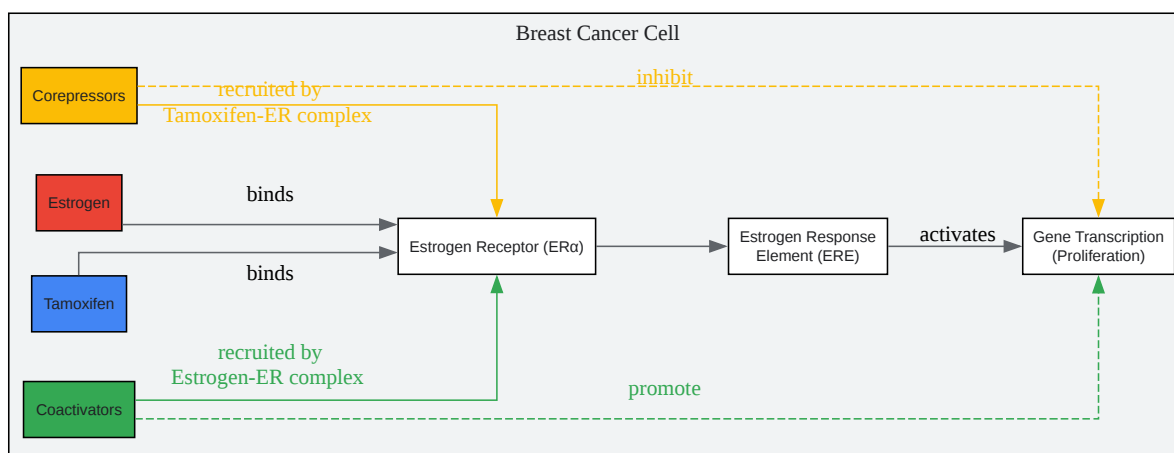 Breast Cancer Cell
Corepressors
inhibit
recruited by
Tamoxifen-ER complex
Estrogen
binds
Estrogen Receptor (ERα)
Estrogen Response
Element (ERE)
activates
Gene Transcription
(Proliferation)
Tamoxifen
binds
recruited by
Estrogen-ER complex
Coactivators
promote